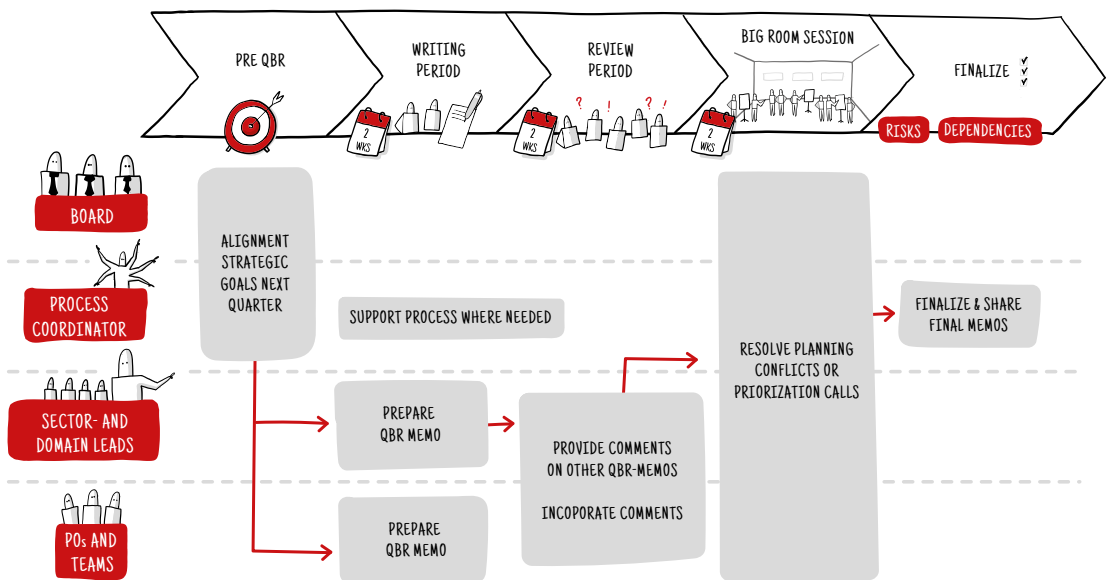 PRE QBR
WRITING
PERIOD
REVIEW
PERIOD
BIG ROOM SESSION
FINALIZE
2
WKS
? ! ? !
2
WKS
2
WKS
RISKS
DEPENDENCIES
BOARD
ALIGNMENT
STRATEGIC
GOALS NEXT
QUARTER
PROCESS
COORDINATOR
SUPPORT PROCESS WHERE NEEDED
FINALIZE & SHARE
FINAL MEMOS
RESOLVE PLANNING
CONFLICTS OR
PRIORIZATION CALLS
SECTOR- AND
DOMAIN LEADS
PREPARE
QBR MEMO
PROVIDE COMMENTS
ON OTHER QBR-MEMOS
INCOPORATE COMMENTS
POs AND
TEAMS
PREPARE
QBR MEMO